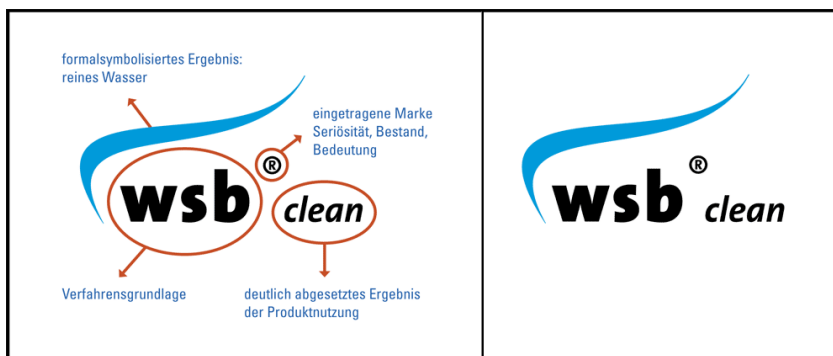 formalsymbolisiertes Ergebnis:
reines Wasser
eingetragene Marke
Seriösität, Bestand,
Bedeutung
wsb® clean
Verfahrensgrundlage
deutlich abgesetztes Ergebnis
der Produktnutzung
wsb® clean